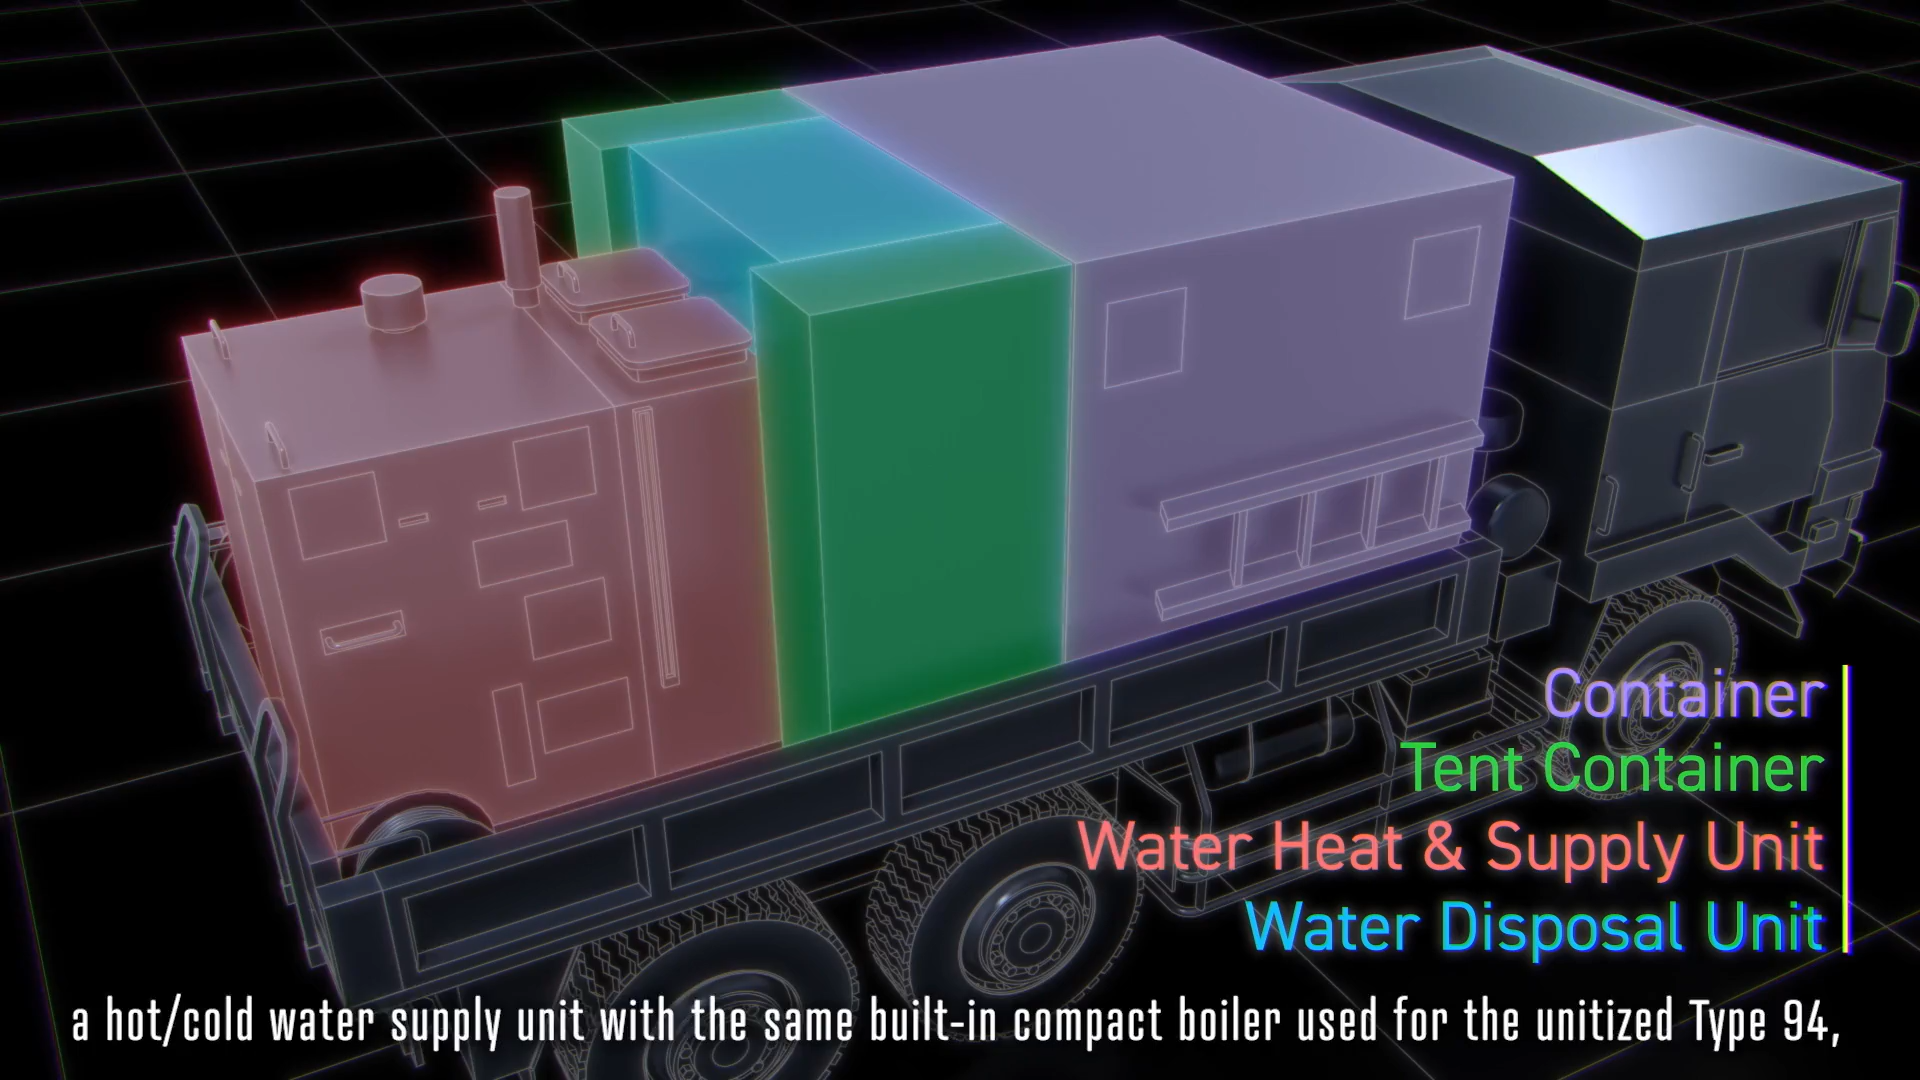 Container
Tent Container
Water Heat & Supply Unit
Water Disposal Unit
a hot/cold water supply unit with the same built-in compact boiler used for the unitized Type 94,